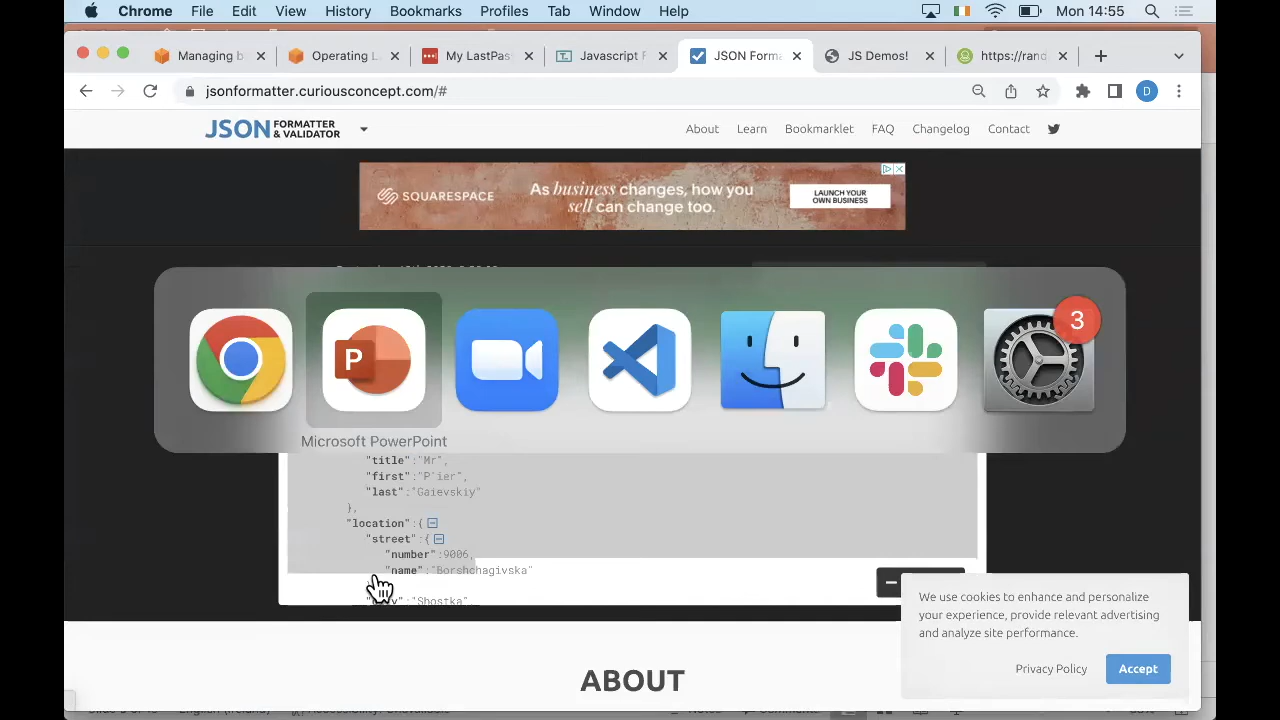 Chrome File Edit View History Bookmarks Profiles Tab Window Help Mon 14:55
Managing b Operating L My LastPas Javascript F JSON Forma JS Demos! https://rand
jsonformatter.curiousconcept.com/# D
JSON FORMATTER & VALIDATOR About Learn Bookmarklet FAQ Changelog Contact
SQUARESPACE
As business changes, how you
sell can change too.
LAUNCH YOUR
OWN BUSINESS
P
3
Microsoft PowerPoint
"title":"Mr",
"first":"P`ier",
"last":"Gaievskiy"
},
"location":{
"street":{
"number":9006,
"name":"Borshchagivska"
"Shostka",
We use cookies to enhance and personalize
your experience, provide relevant advertising
and analyze site performance.
Privacy Policy Accept
ABOUT